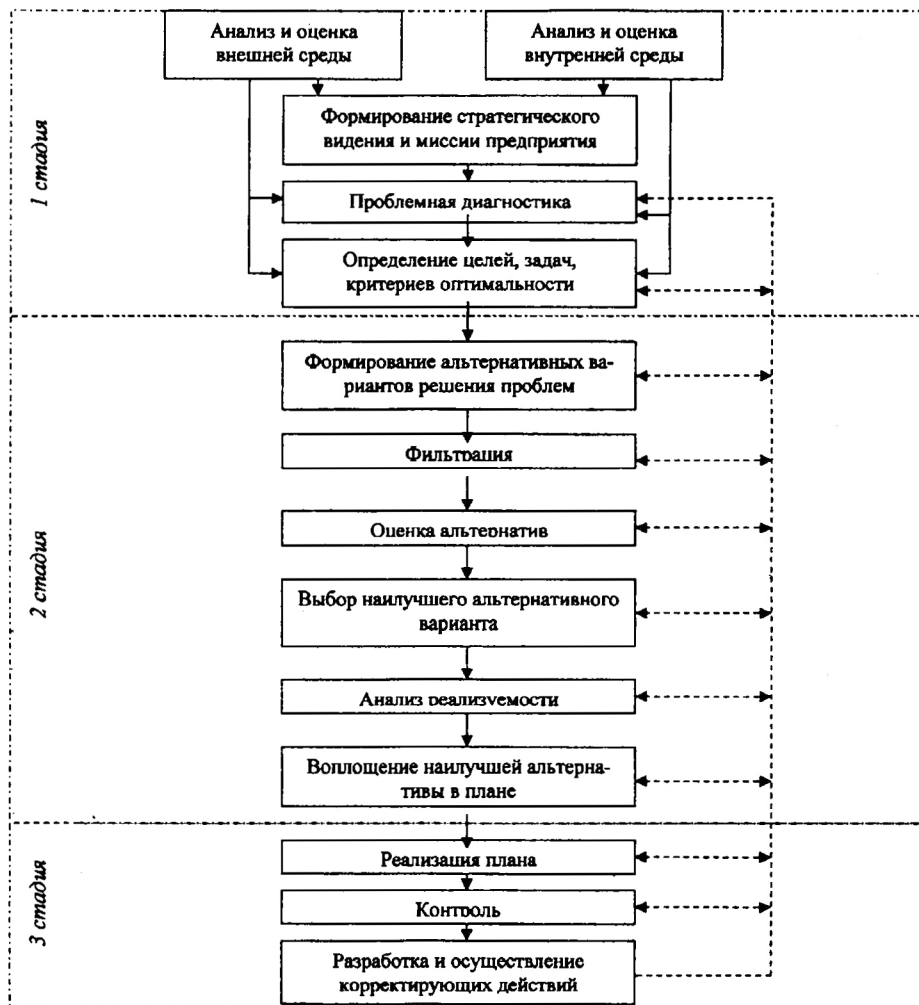 Анализ и оценка
внешней среды
Анализ и оценка
внутренней среды
Формирование стратегического
видения и миссии предприятия
Проблемная диагностика
Определение целей, задач,
критериев оптимальности
1 стадия
Формирование альтернативных ва-
риантов решения проблем
Фильтрация
Оценка альтернатив
Выбор наилучшего альтернативного
варианта
Анализ реализуемости
Воплощение наилучшей альтерна-
тивы в плане
2 стадия
Реализация плана
Контроль
Разработка и осуществление
корректирующих действий
3 стадия